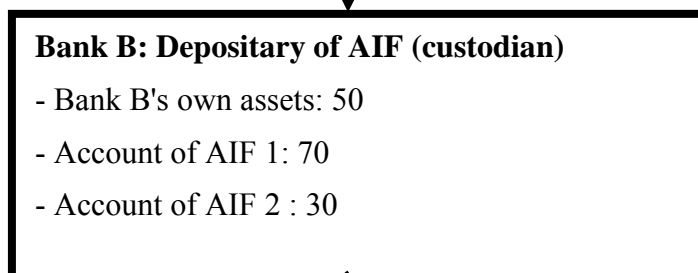 Bank B: Depositary of AIF (custodian)
- Bank B's own assets: 50
- Account of AIF 1: 70
- Account of AIF 2 : 30